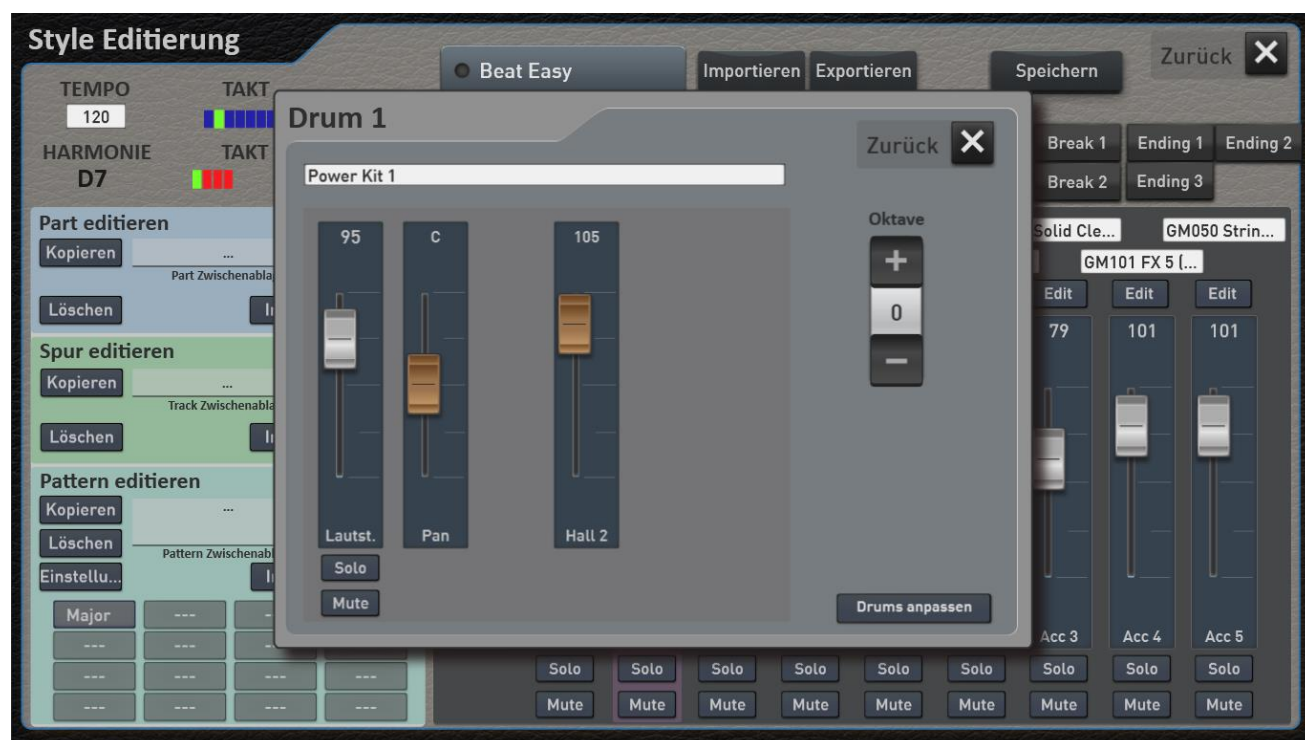 Style Editierung
Beat Easy
Importieren
Exportieren
Speichern
Zurück
TEMPO
TAKT
120
HARMONIE
TAKT
D7
Break 1
Ending 1
Ending 2
Break 2
Ending 3
Part editieren
Kopieren
...
Part Zwischenabla
Löschen
Spur editieren
Kopieren
...
Track Zwischenabla
Löschen
Pattern editieren
Kopieren
...
Löschen
Pattern Zwischenabl
Einstellu...
Major
---
---
---
---
---
---
---
---
---
---
---
Drum 1
Zurück
Power Kit 1
95
C
105
Lautst.
Pan
Hall 2
Solo
Mute
Oktave
+
0
−
Drums anpassen
Solid Cle...
GM050 Strin...
GM101 FX 5 (...
Edit
Edit
Edit
79
101
101
Acc 3
Acc 4
Acc 5
Solo
Solo
Solo
Solo
Solo
Solo
Solo
Solo
Solo
Mute
Mute
Mute
Mute
Mute
Mute
Mute
Mute
Mute